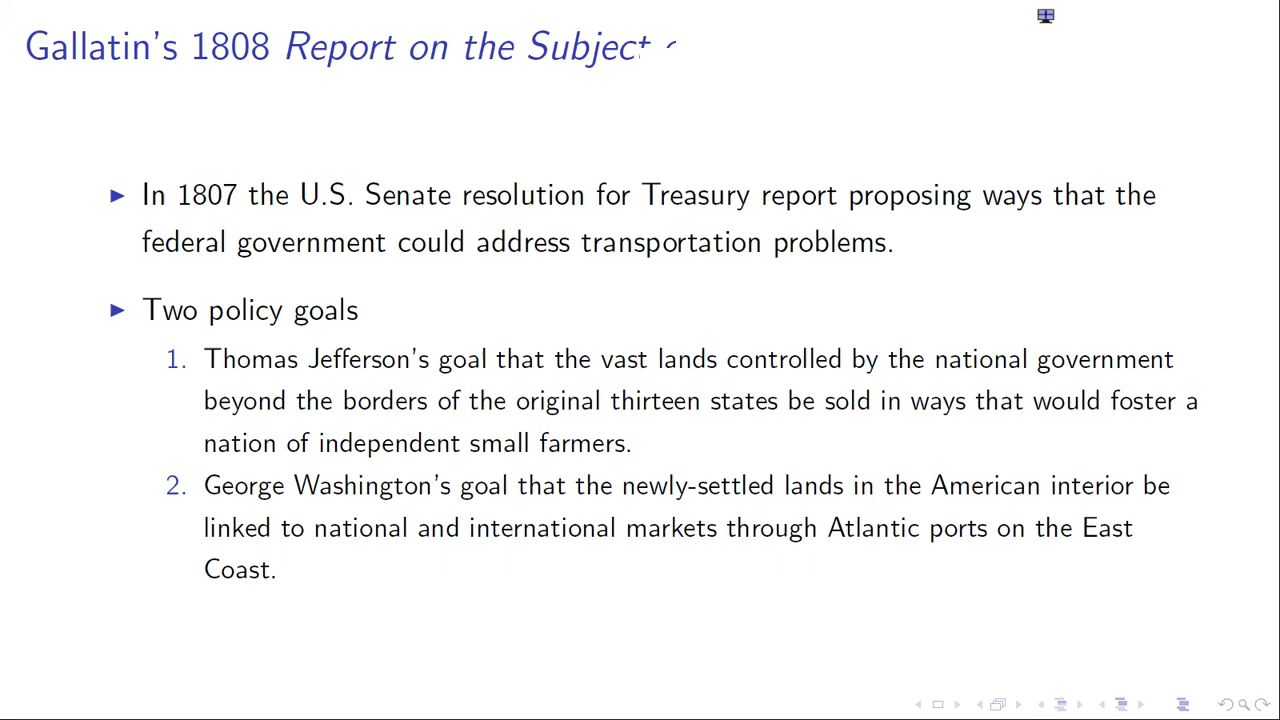 Gallatin's 1808 Report on the Subject
▶ In 1807 the U.S. Senate resolution for Treasury report proposing ways that the
federal government could address transportation problems.
▶ Two policy goals
1. Thomas Jefferson's goal that the vast lands controlled by the national government
beyond the borders of the original thirteen states be sold in ways that would foster a
nation of independent small farmers.
2. George Washington's goal that the newly-settled lands in the American interior be
linked to national and international markets through Atlantic ports on the East
Coast.